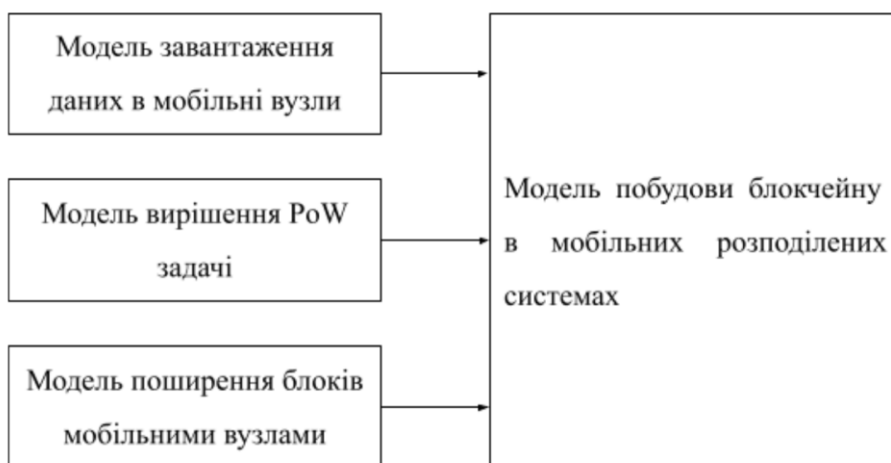 Модель завантаження
даних в мобільні вузли
Модель вирішення PoW
задачі
Модель поширення блоків
мобільними вузлами
Модель побудови блокчейну
в мобільних розподілених
системах